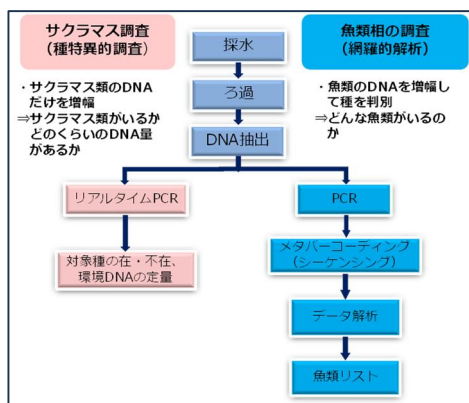 サクラマス調査
(種特異的調査)
採水
魚類相の調査
(網羅的解析)
・サクラマス類のDNA
だけを増幅
⇒サクラマス類がいるか
どのくらいのDNA量
があるか
ろ過
・魚類のDNAを増幅し
て種を判別
⇒どんな魚類がいるの
か
DNA抽出
リアルタイムPCR
PCR
対象種の在・不在、
環境DNAの定量
メタバーコーディング
(シーケンシング)
データ解析
魚類リスト